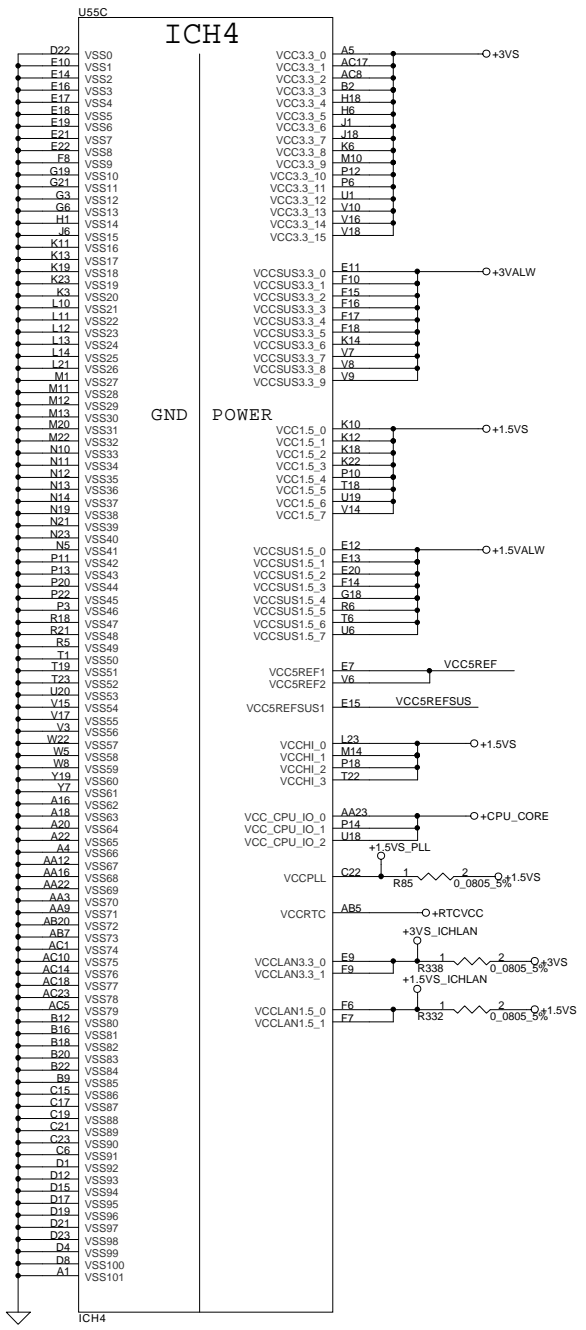 U55C
ICH4
D22 VSS0
E10 VSS1
E14 VSS2
E16 VSS3
E17 VSS4
E18 VSS5
E19 VSS6
E21 VSS7
E22 VSS8
F8 VSS9
G19 VSS10
G21 VSS11
G3 VSS12
G6 VSS13
H1 VSS14
J6 VSS15
K11 VSS16
K13 VSS17
K19 VSS18
K23 VSS19
K3 VSS20
L10 VSS21
L11 VSS22
L12 VSS23
L13 VSS24
L14 VSS25
L21 VSS26
M1 VSS27
M11 VSS28
M12 VSS29
M13 VSS30
M20 VSS31
M22 VSS32
N10 VSS33
N11 VSS34
N12 VSS35
N13 VSS36
N14 VSS37
N19 VSS38
N21 VSS39
N23 VSS40
N5 VSS41
P11 VSS42
P13 VSS43
P20 VSS44
P22 VSS45
P3 VSS46
R18 VSS47
R21 VSS48
R5 VSS49
T1 VSS50
T19 VSS51
T23 VSS52
U20 VSS53
V15 VSS54
V17 VSS55
V3 VSS56
W22 VSS57
W5 VSS58
W8 VSS59
Y19 VSS60
Y7 VSS61
A16 VSS62
A18 VSS63
A20 VSS64
A22 VSS65
A4 VSS66
AA12 VSS67
AA16 VSS68
AA22 VSS69
AA3 VSS70
AA9 VSS71
AB20 VSS72
AB7 VSS73
AC1 VSS74
AC10 VSS75
AC14 VSS76
AC18 VSS77
AC23 VSS78
AC5 VSS79
B12 VSS80
B16 VSS81
B18 VSS82
B20 VSS83
B22 VSS84
B9 VSS85
C15 VSS86
C17 VSS87
C19 VSS88
C21 VSS89
C23 VSS90
C6 VSS91
D1 VSS92
D12 VSS93
D15 VSS94
D17 VSS95
D19 VSS96
D21 VSS97
D23 VSS98
D4 VSS99
D8 VSS100
A1 VSS101
GND POWER
VCC3.3_0 A5 +3VS
VCC3.3_1 AC17
VCC3.3_2 AC8
VCC3.3_3 B2
VCC3.3_4 H18
VCC3.3_5 H6
VCC3.3_6 J1
VCC3.3_7 J18
VCC3.3_8 K6
VCC3.3_9 M10
VCC3.3_10 P12
VCC3.3_11 P6
VCC3.3_12 U1
VCC3.3_13 V10
VCC3.3_14 V16
VCC3.3_15 V18
VCCSUS3.3_0 E11 +3VALW
VCCSUS3.3_1 F10
VCCSUS3.3_2 F15
VCCSUS3.3_3 F16
VCCSUS3.3_4 F17
VCCSUS3.3_5 F18
VCCSUS3.3_6 K14
VCCSUS3.3_7 V7
VCCSUS3.3_8 V8
VCCSUS3.3_9 V9
VCC1.5_0 K10 +1.5VS
VCC1.5_1 K12
VCC1.5_2 K18
VCC1.5_3 K22
VCC1.5_4 P10
VCC1.5_5 T18
VCC1.5_6 U19
VCC1.5_7 V14
VCCSUS1.5_0 E12 +1.5VALW
VCCSUS1.5_1 E13
VCCSUS1.5_2 E20
VCCSUS1.5_3 F14
VCCSUS1.5_4 G18
VCCSUS1.5_5 R6
VCCSUS1.5_6 T6
VCCSUS1.5_7 U6
VCC5REF1 E7 VCC5REF
VCC5REF2 V6
VCC5REFSUS1 E15 VCC5REFSUS
VCCHI_0 L23 +1.5VS
VCCHI_1 M14
VCCHI_2 P18
VCCHI_3 T22
VCC_CPU_IO_0 AA23 +CPU_CORE
VCC_CPU_IO_1 P14
VCC_CPU_IO_2 U18
+1.5VS_PLL
VCCPLL C22 1 2 +1.5VS
R85 0_0805_5%
VCCRTC AB5 +RTCVCC
+3VS_ICHLAN
VCCLAN3.3_0 E9 1 2 +3VS
VCCLAN3.3_1 F9 R338 0_0805_5%
+1.5VS_ICHLAN
VCCLAN1.5_0 F6 1 2 +1.5VS
VCCLAN1.5_1 F7 R332 0_0805_5%
ICH4